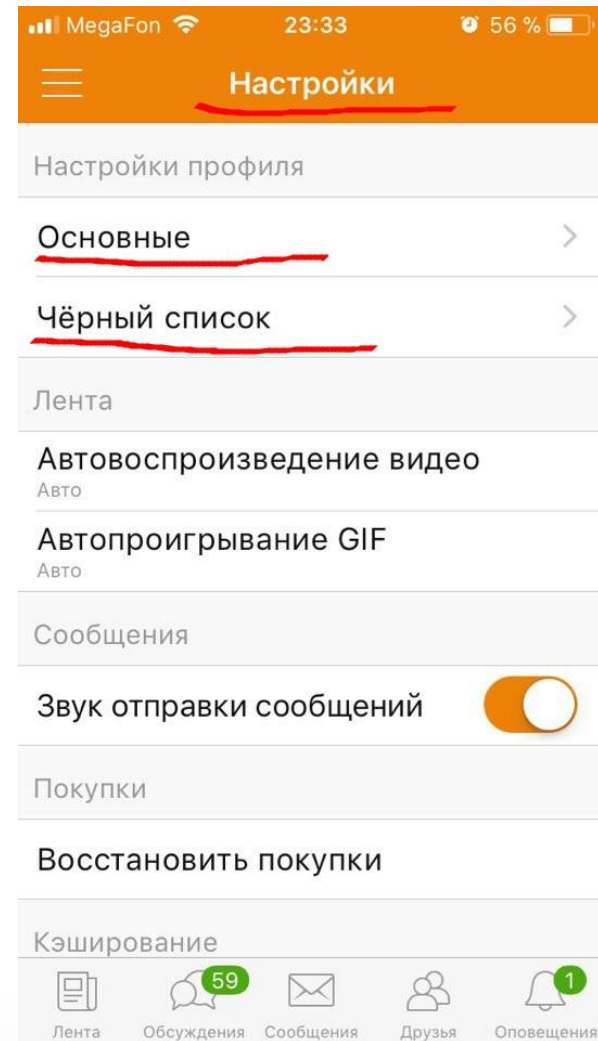 MegaFon 23:33 56 %
Настройки
Настройки профиля
Основные
Чёрный список
Лента
Автовоспроизведение видео
Авто
Автопроигрывание GIF
Авто
Сообщения
Звук отправки сообщений
Покупки
Восстановить покупки
Кэширование
59 1
Лента Обсуждения Сообщения Друзья Оповещения